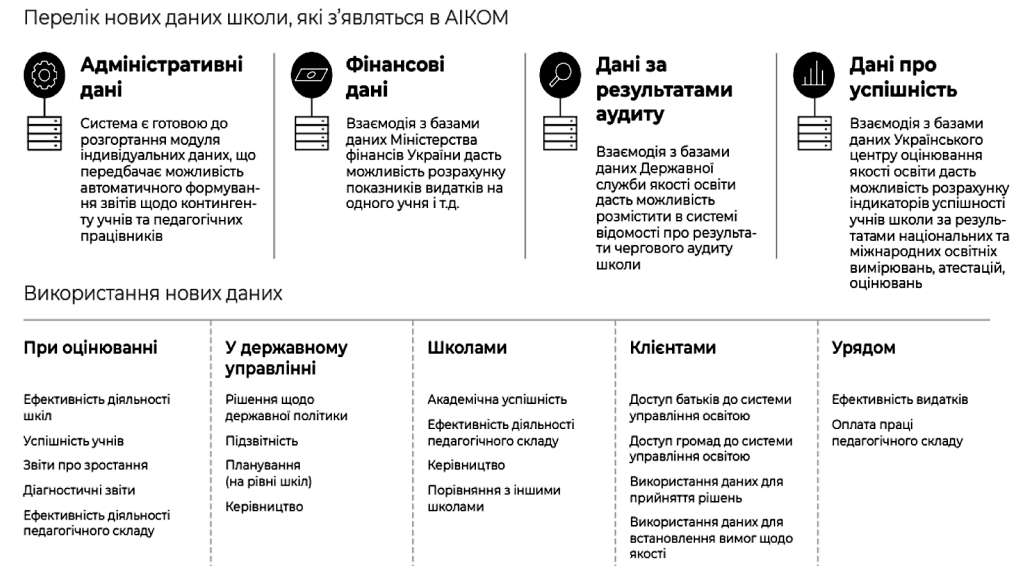 Перелік нових даних школи, які з’являться в АІКОМ
Адміністративні
дані
Система є готовою до
розгортання модуля
індивідуальних даних, що
передбачає можливість
автоматичного формуван-
ня звітів щодо континген-
ту учнів та педагогічних
працівників
Фінансові
дані
Взаємодія з базами
даних Міністерства
фінансів України дасть
можливість розрахунку
показників видатків на
одного учня і т.д.
Дані за
результатами
аудиту
Взаємодія з базами
даних Державної
служби якості освіти
дасть можливість
розмістити в системі
відомості про результа-
ти чергового аудиту
школи
Дані про
успішність
Взаємодія з базами
даних Українського
центру оцінювання
якості освіти дасть
можливість розрахунку
індикаторів успішності
учнів школи за резуль-
татами національних та
міжнародних освітніх
вимірювань, атестацій,
оцінювань
Використання нових даних
При оцінюванні
Ефективність діяльності
шкіл
Успішність учнів
Звіти про зростання
Діагностичні звіти
Ефективність діяльності
педагогічного складу
У державному
управлінні
Рішення щодо
державної політики
Підзвітність
Планування
(на рівні шкіл)
Керівництво
Школами
Академічна успішність
Ефективність діяльності
педагогічного складу
Керівництво
Порівняння з іншими
школами
Клієнтами
Доступ батьків до системи
управління освітою
Доступ громад до системи
управління освітою
Використання даних для
прийняття рішень
Використання даних для
встановлення вимог щодо
якості
Урядом
Ефективність видатків
Оплата праці
педагогічного складу